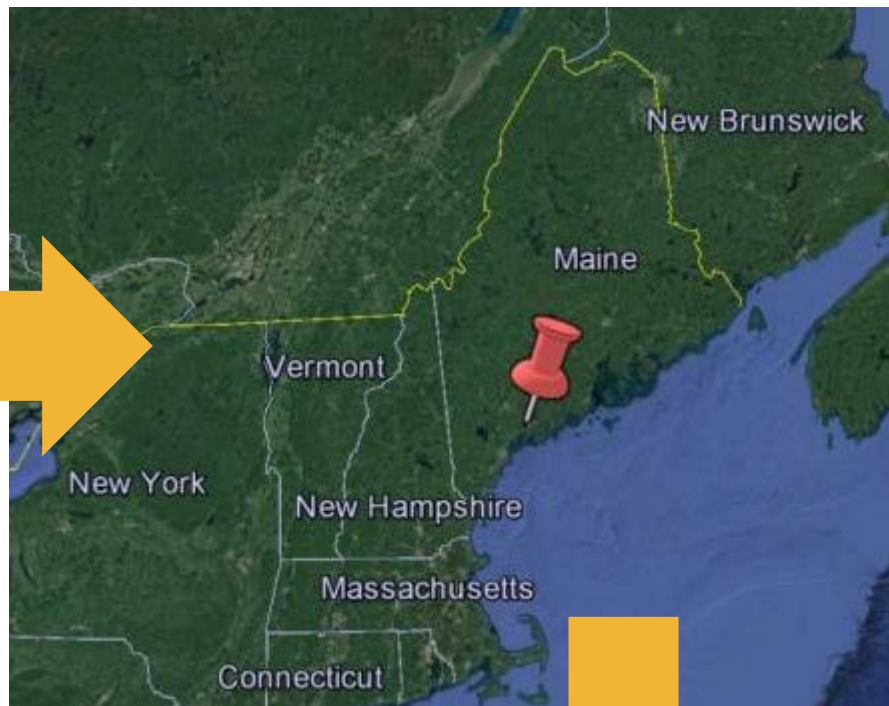 New Brunswick
Maine
Vermont
New York
New Hampshire
Massachusetts
Connecticut